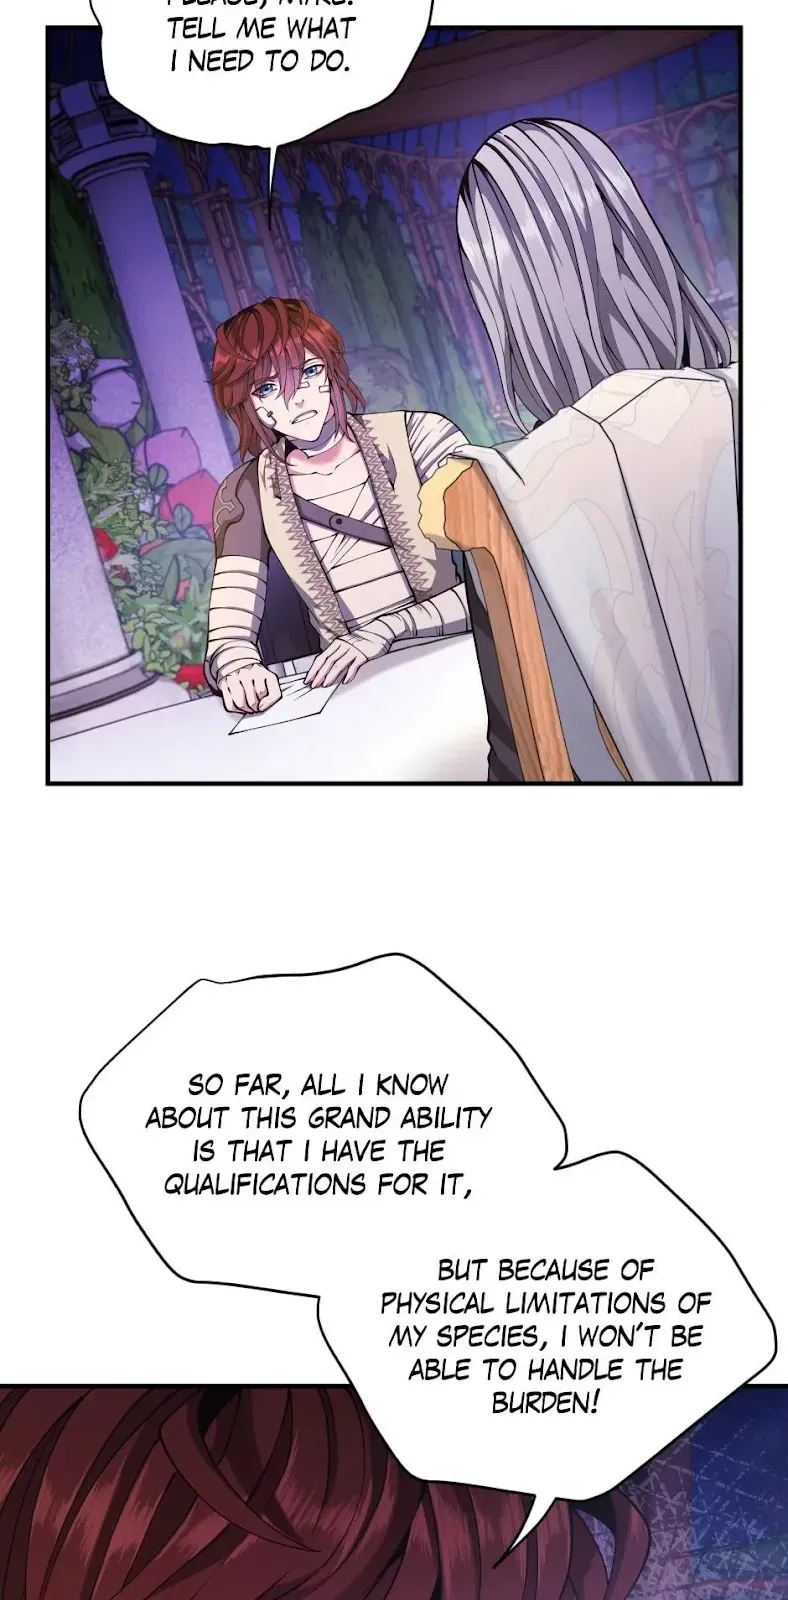 PLEASE,
TELL ME WHAT
I NEED TO DO.
SO FAR, ALL I KNOW
ABOUT THIS GRAND ABILITY
IS THAT I HAVE THE
QUALIFICATIONS FOR IT,
BUT BECAUSE OF
PHYSICAL LIMITATIONS OF
MY SPECIES, I WON'T BE
ABLE TO HANDLE THE
BURDEN!